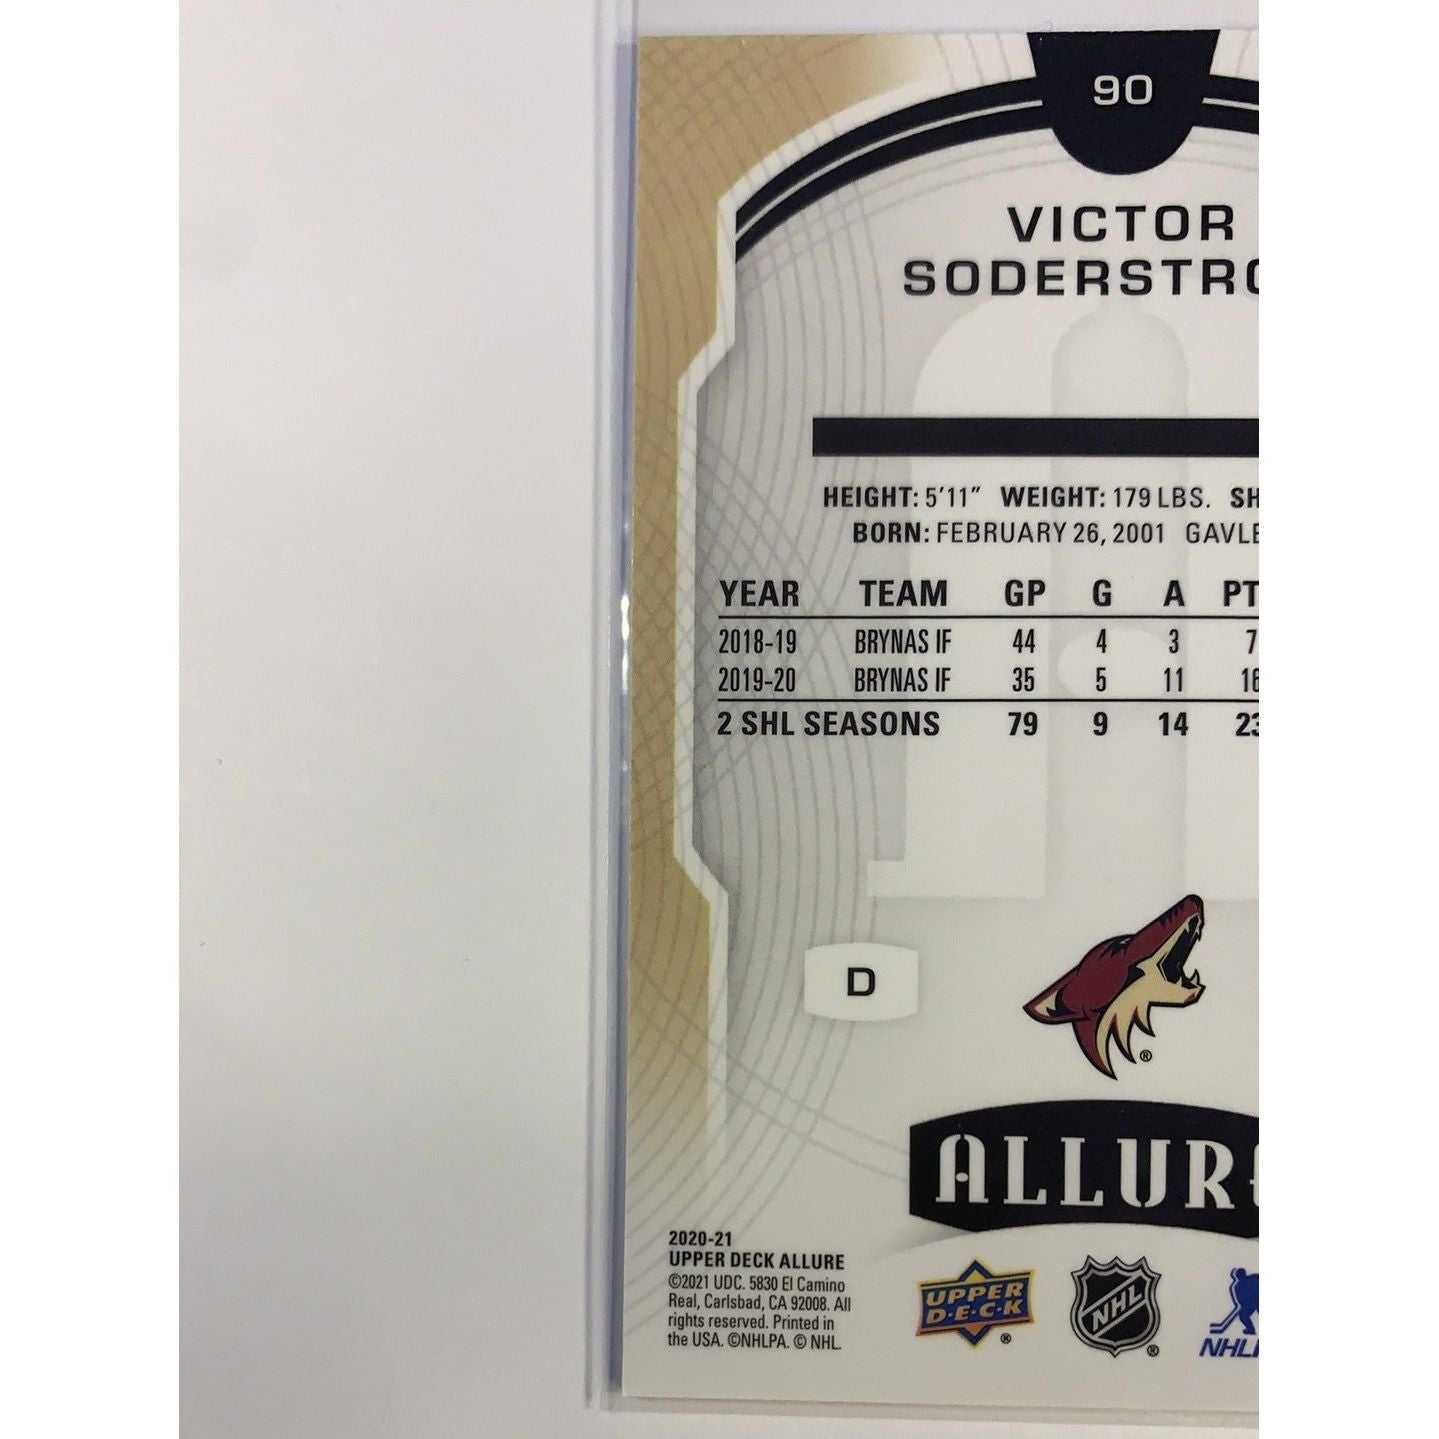 90
VICTOR
SODERSTRO
HEIGHT: 5'11" WEIGHT: 179 LBS. SH
BORN: FEBRUARY 26, 2001 GAVLE
YEAR TEAM GP G A PT
2018-19 BRYNAS IF 44 4 3 7
2019-20 BRYNAS IF 35 5 11 16
2 SHL SEASONS 79 9 14 23
D
®
ALLURE
2020-21
UPPER DECK ALLURE
©2021 UDC. 5830 El Camino
Real, Carlsbad, CA 92008. All
rights reserved. Printed in
the USA. ©NHLPA. © NHL.
UPPER
D·E·C·K
®
NHL
®
NHL